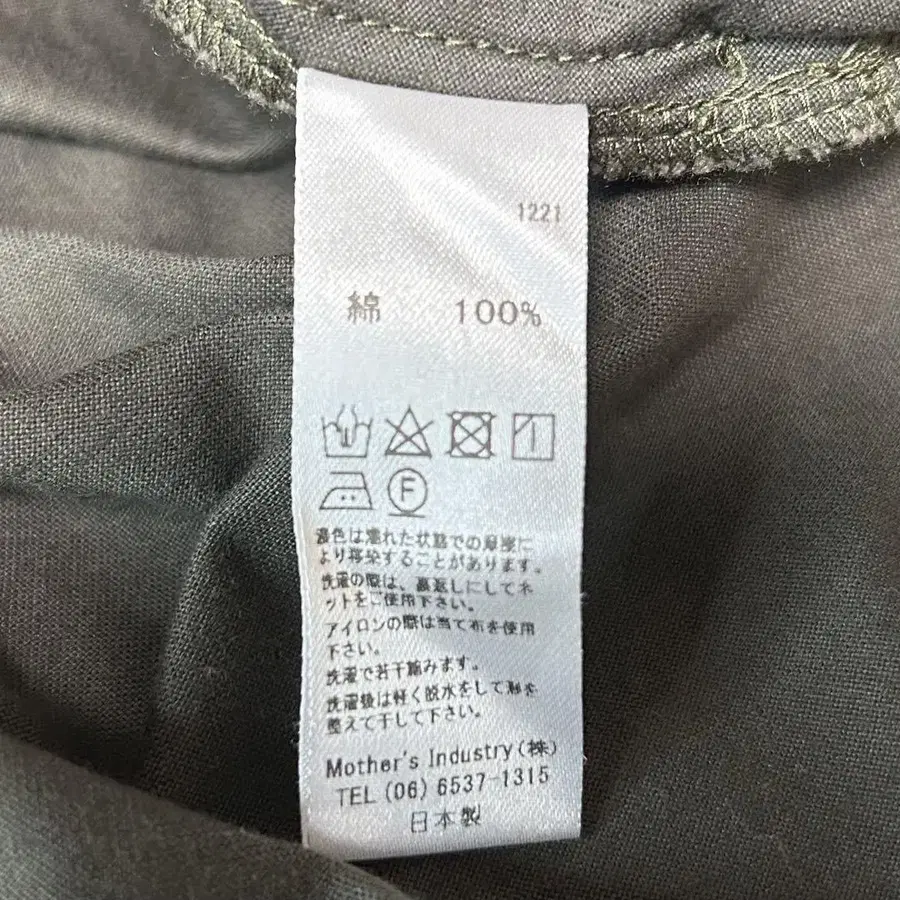 1221
綿 100%
F
濃色は濡れた状態での摩擦に
より移染することがあります。
洗濯の際は、裏返しにしてネ
ットをご使用下さい。
アイロンの際は当て布を使用
下さい。
洗濯で若干縮みます。
洗濯後は軽く脱水をして形を
整えて干して下さい。
Mother's Industry(株)
TEL (06) 6537-1315
日本製